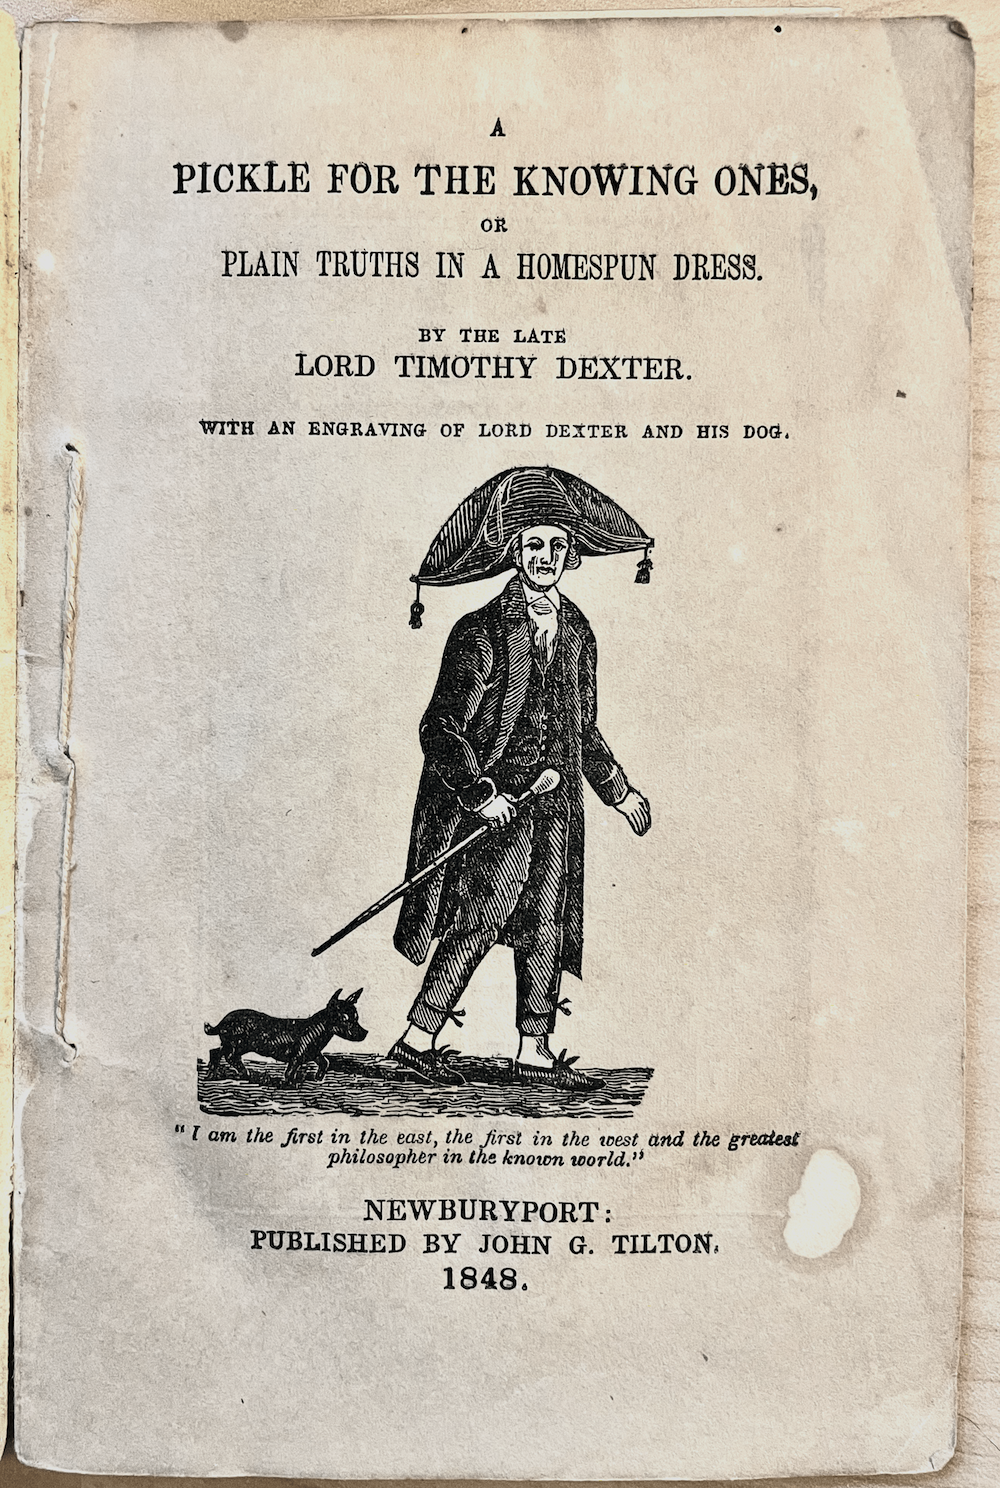 A
PICKLE FOR THE KNOWING ONES,
OR
PLAIN TRUTHS IN A HOMESPUN DRESS.
BY THE LATE
LORD TIMOTHY DEXTER.
WITH AN ENGRAVING OF LORD DEXTER AND HIS DOG.
"I am the first in the east, the first in the west and the greatest
philosopher in the known world."
NEWBURYPORT:
PUBLISHED BY JOHN G. TILTON.
1848.